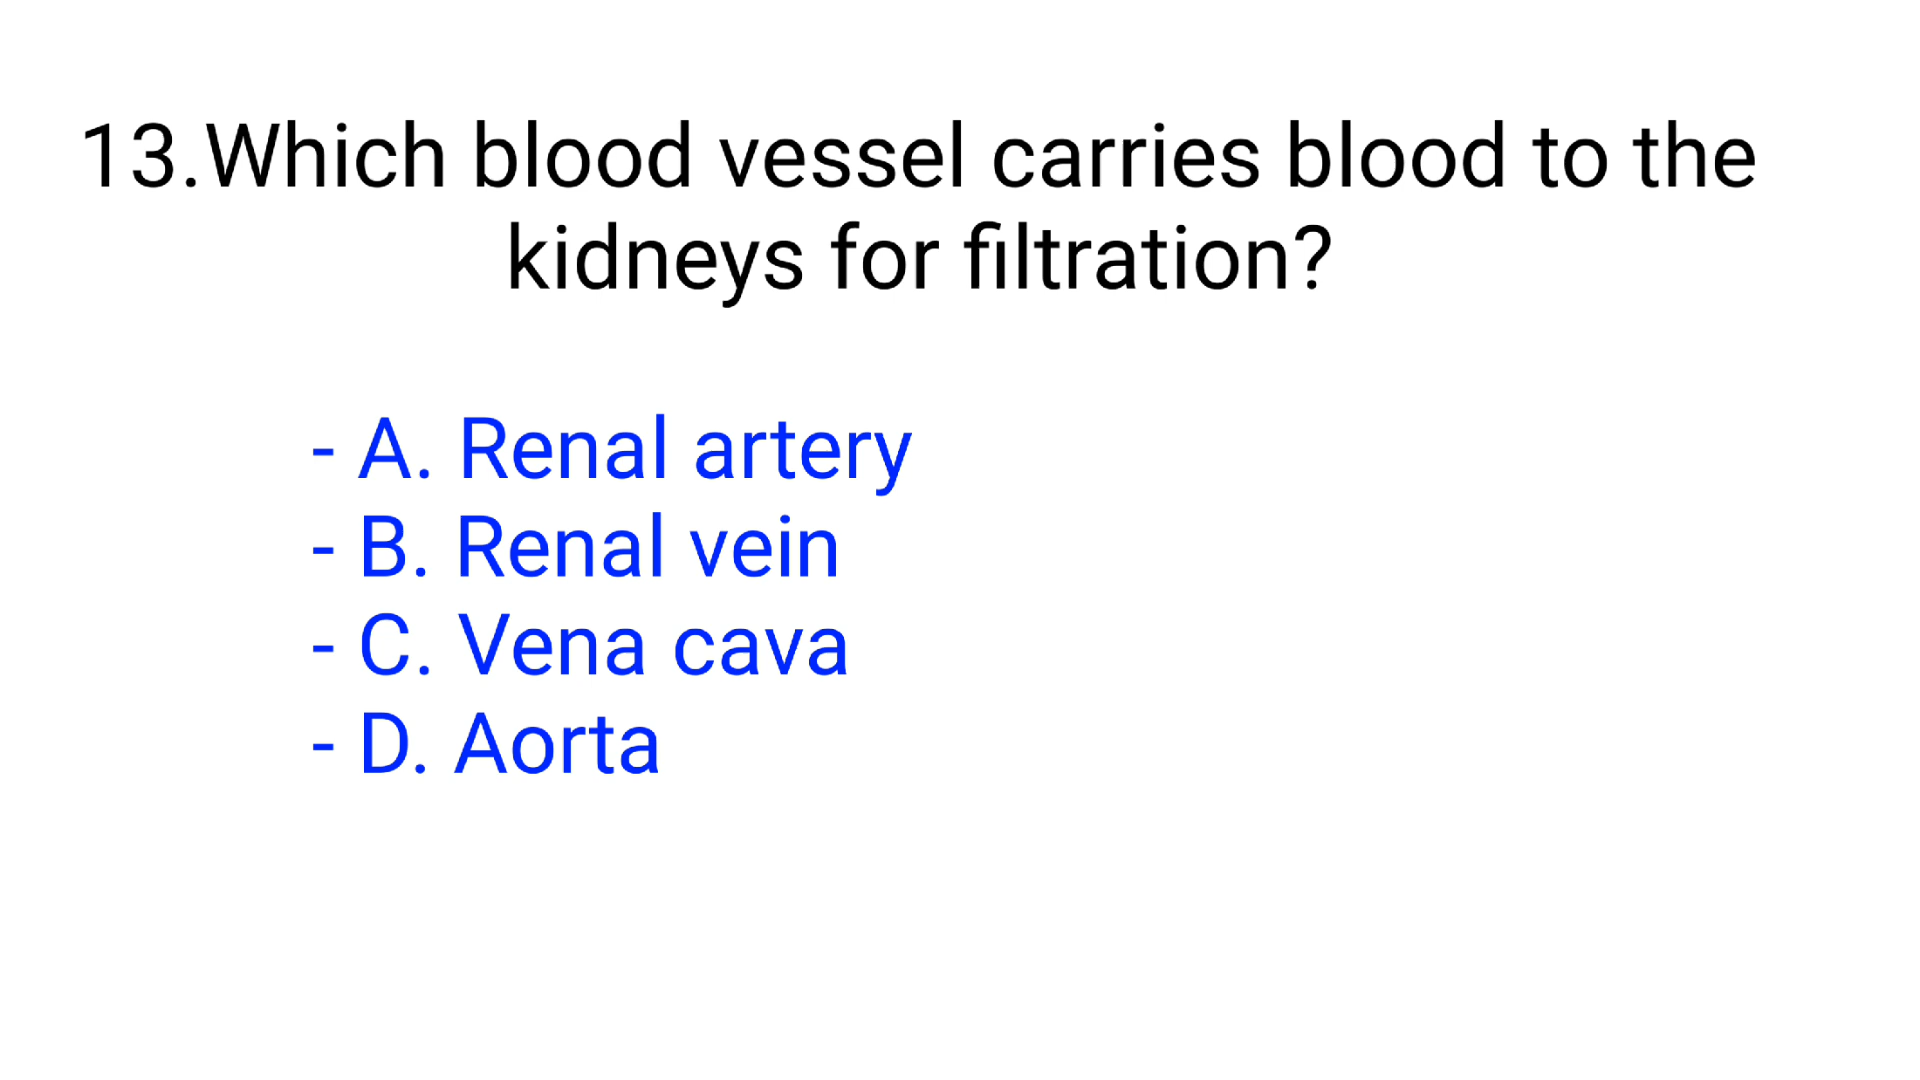 13.Which blood vessel carries blood to the
kidneys for filtration?
- A. Renal artery
- B. Renal vein
- C. Vena cava
- D. Aorta